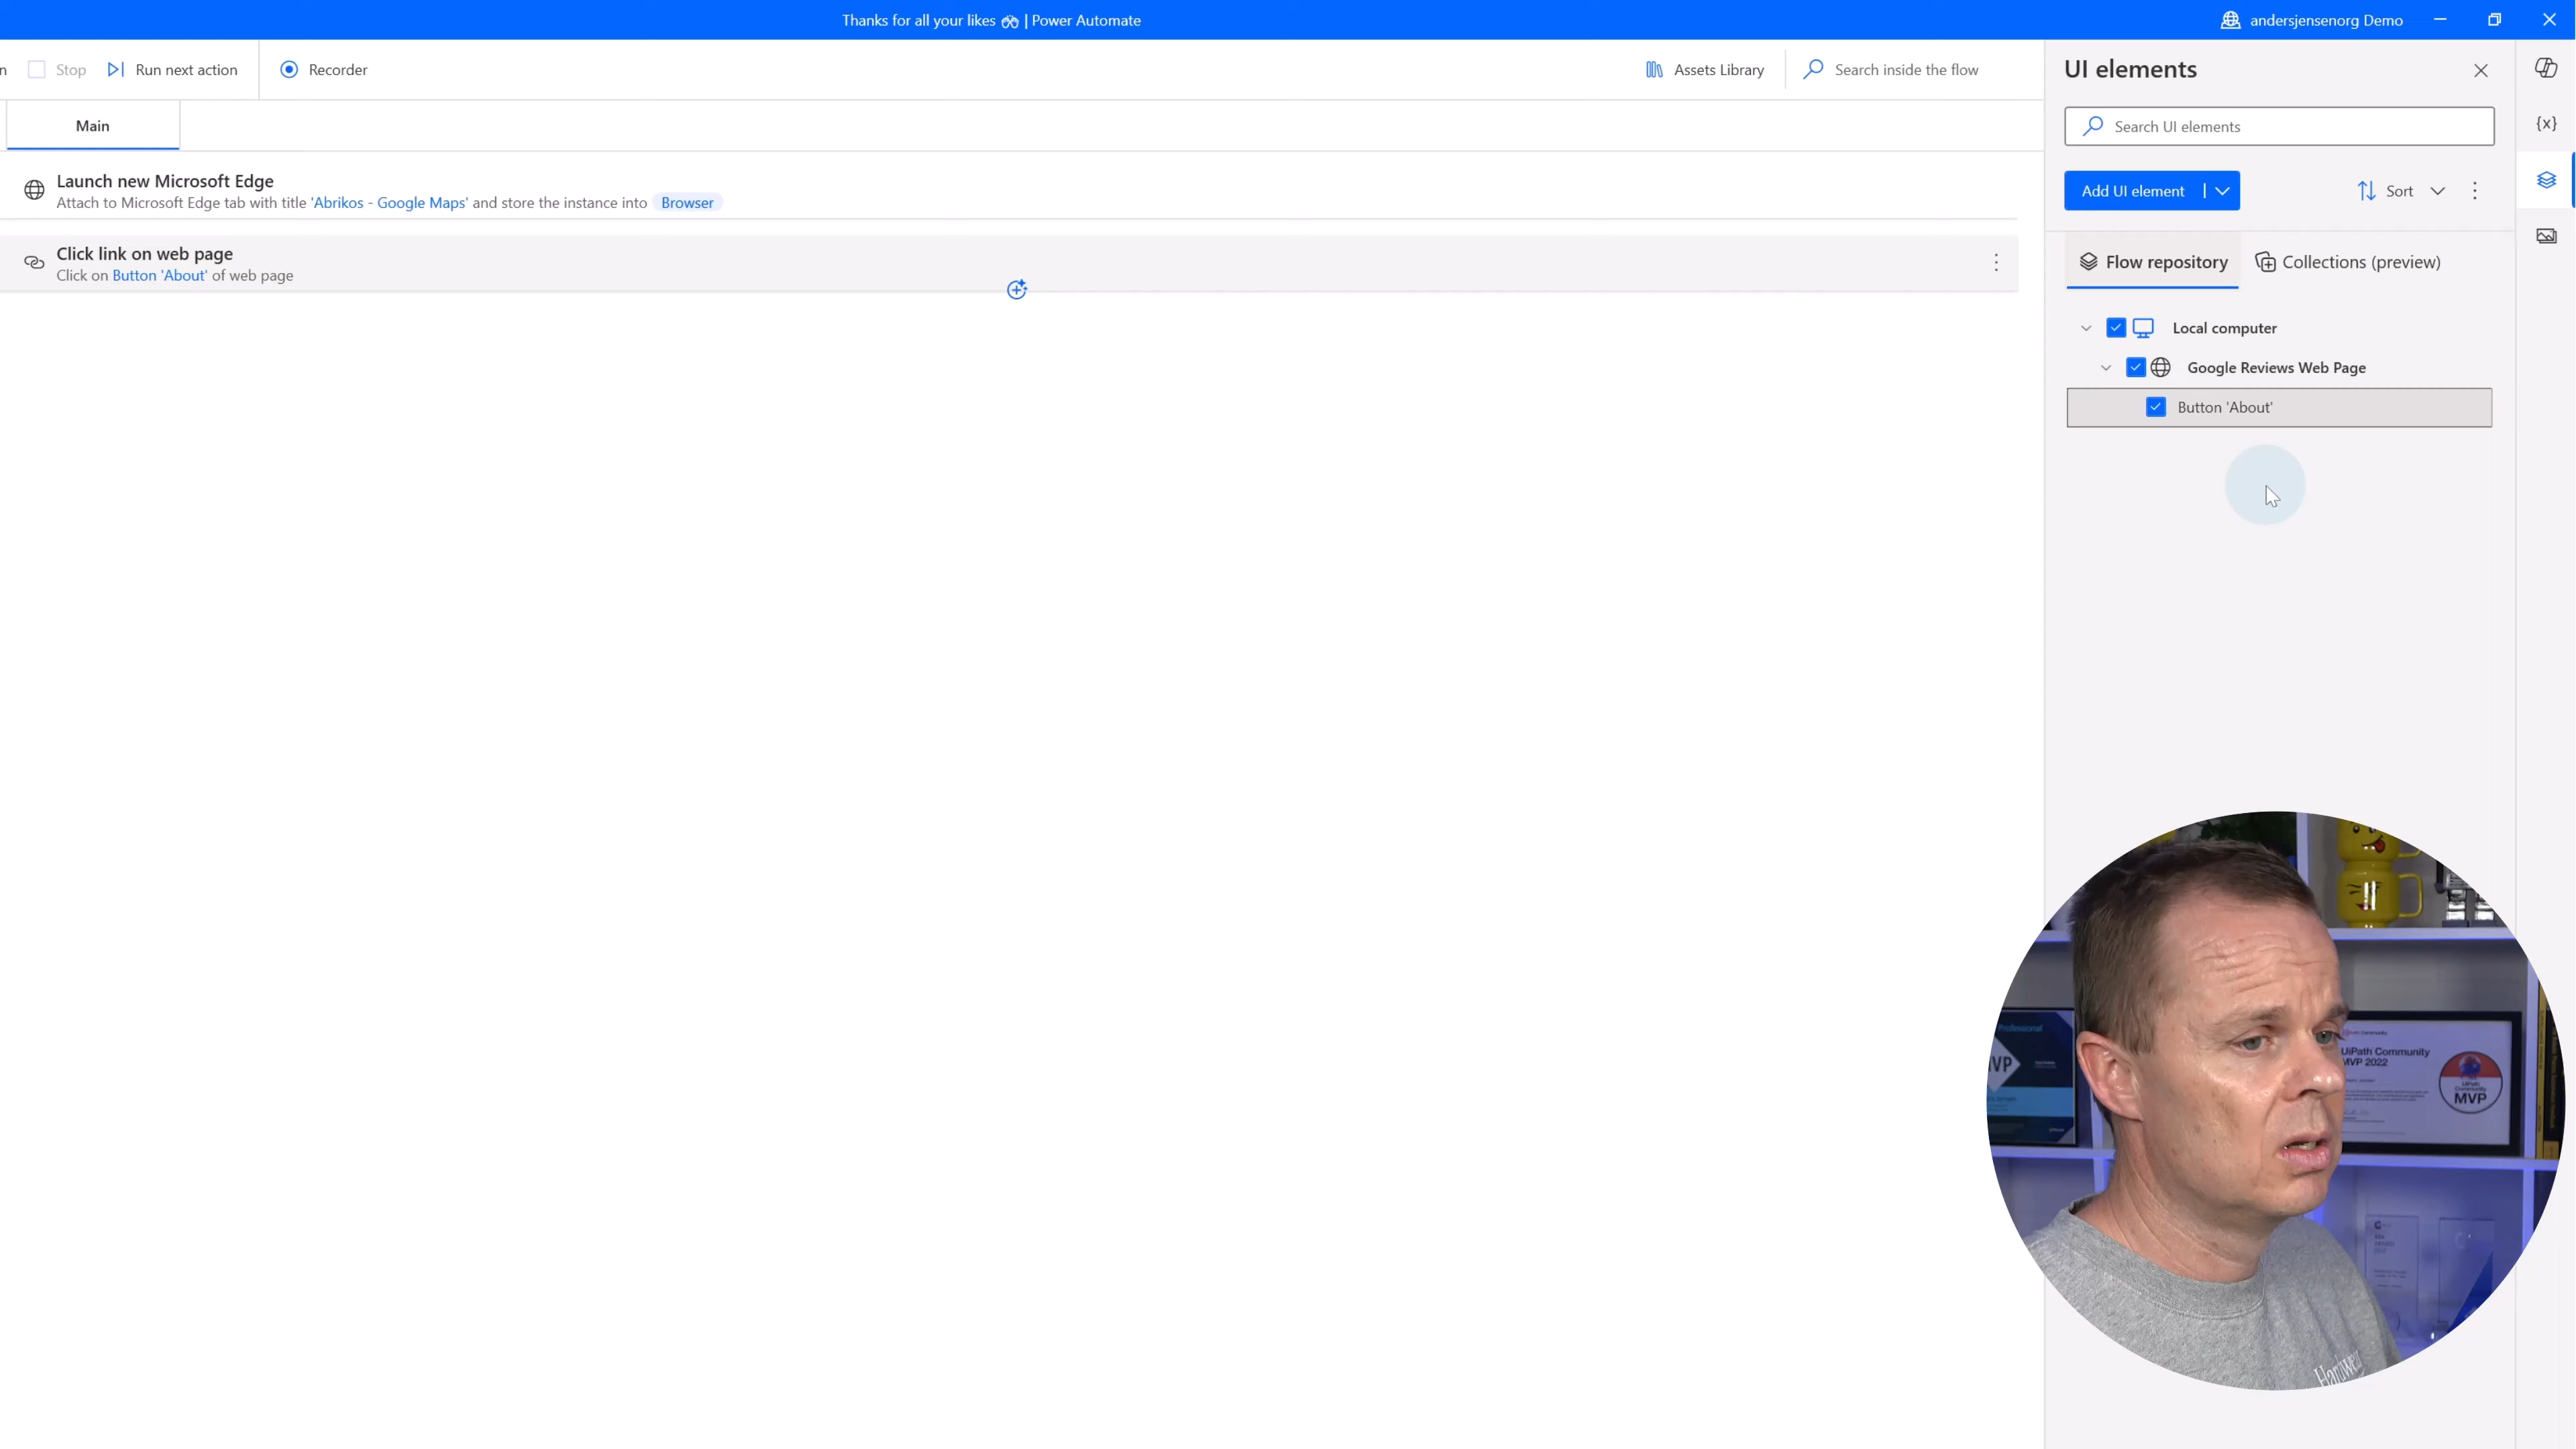 Thanks for all your likes | Power Automate
andersjensenorg Demo
n
Stop
Run next action
Recorder
Assets Library
Search inside the flow
Main
Launch new Microsoft Edge
Attach to Microsoft Edge tab with title 'Abrikos - Google Maps' and store the instance into Browser
Click link on web page
Click on Button 'About' of web page
UI elements
Search UI elements
Add UI element
Sort
Flow repository
Collections (preview)
Local computer
Google Reviews Web Page
Button 'About'
{x}
Professional
VP
UiPath Community
MVP 2022
MVP